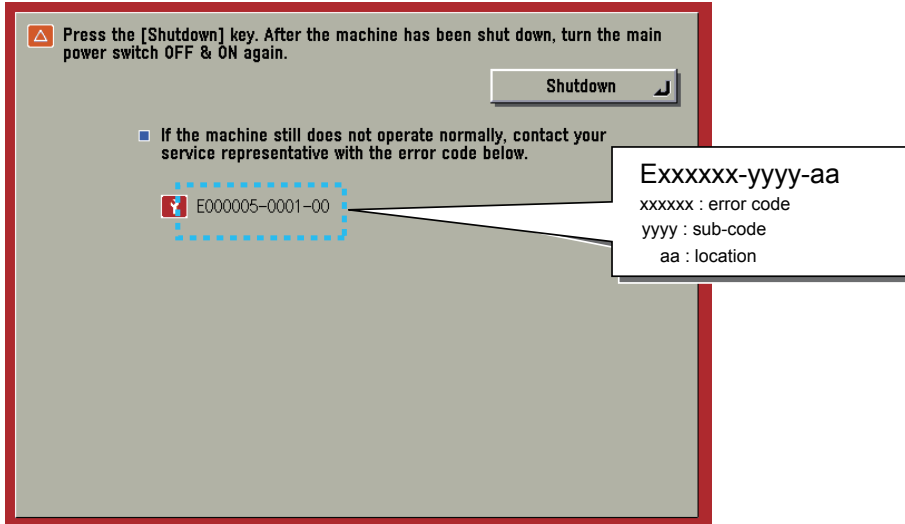 Press the [Shutdown] key. After the machine has been shut down, turn the main
power switch OFF & ON again.
Shutdown
If the machine still does not operate normally, contact your
service representative with the error code below.
E000005-0001-00
Exxxxxx-yyyy-aa
xxxxxx : error code
yyyy : sub-code
aa : location